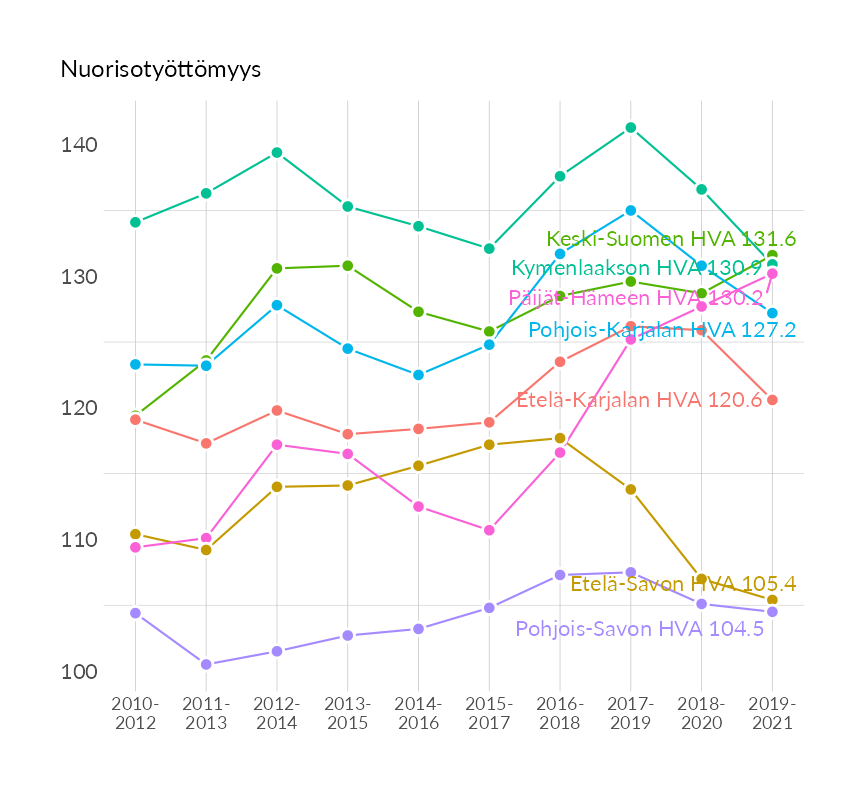 Nuorisotyöttömyys
140
130
120
110
100
Keski-Suomen HVA 131.6
Kymenlaakson HVA 130.9
Päijät-Hämeen HVA 130.2
Pohjois-Karjalan HVA 127.2
Etelä-Karjalan HVA 120.6
Etelä-Savon HVA 105.4
Pohjois-Savon HVA 104.5
2010- 2011- 2012- 2013- 2014- 2015- 2016- 2017- 2018- 2019-
2012 2013 2014 2015 2016 2017 2018 2019 2020 2021